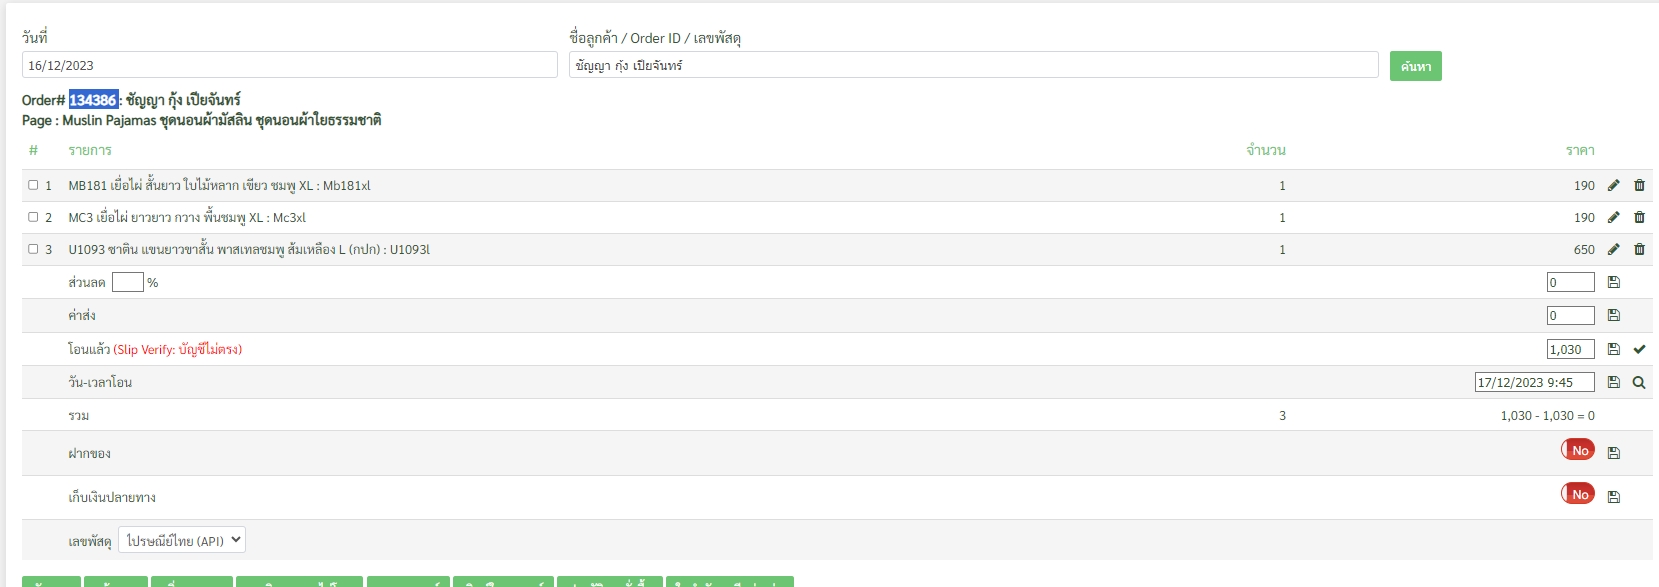 วันที่ ชื่อลูกค้า / Order ID / เลขพัสดุ
16/12/2023 ชัญญา กุ้ง เปียจันทร์ ค้นหา
Order# 134386 : ชัญญา กุ้ง เปียจันทร์
Page : Muslin Pajamas ชุดนอนผ้ามัสลิน ชุดนอนผ้าใยธรรมชาติ
# รายการ จำนวน ราคา
1 MB181 เยื่อไผ่ สั้นยาว ใบไม้หลาก เขียว ชมพู XL : Mb181xl 1 190
2 MC3 เยื่อไผ่ ยาวยาว กวาง พื้นชมพู XL : Mc3xl 1 190
3 U1093 ซาติน แขนยาวขาสั้น พาสเทลชมพู ส้มเหลือง L (กปก) : U1093l 1 650
ส่วนลด % 0
ค่าส่ง 0
โอนแล้ว (Slip Verify: บัญชีไม่ตรง) 1,030
วัน-เวลาโอน 17/12/2023 9:45
รวม 3 1,030 - 1,030 = 0
ฝากของ No
เก็บเงินปลายทาง No
เลขพัสดุ ไปรษณีย์ไทย (API)